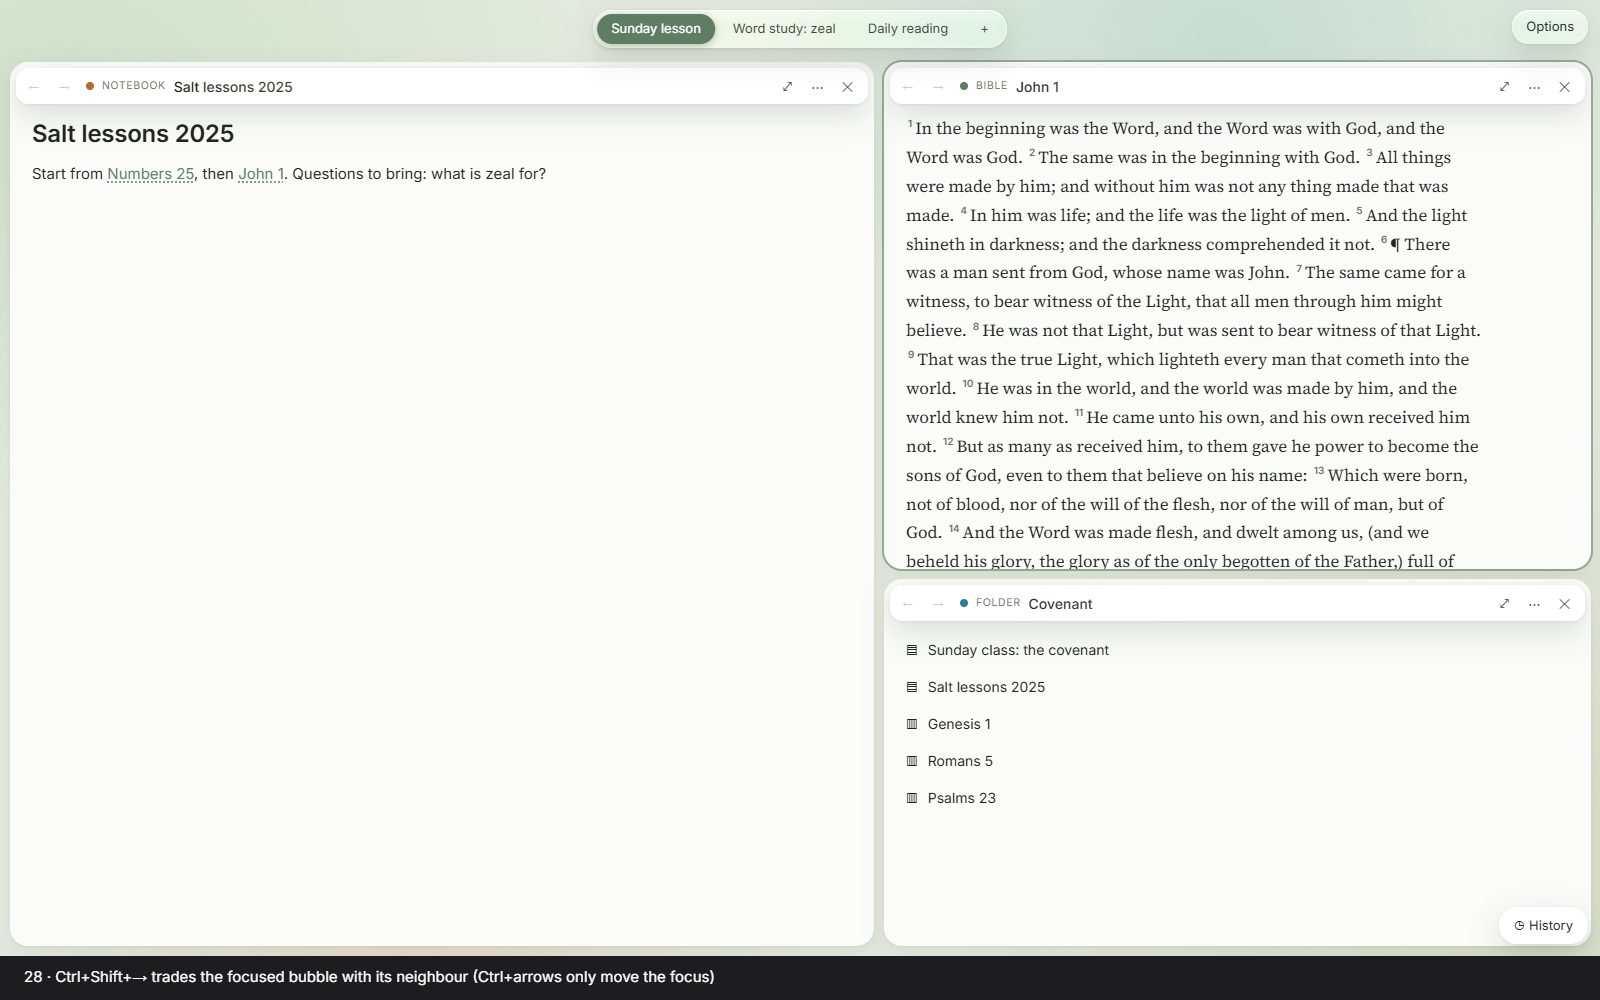 Sunday lesson Word study: zeal Daily reading +
Options
← → NOTEBOOK Salt lessons 2025
Salt lessons 2025
Start from Numbers 25, then John 1. Questions to bring: what is zeal for?
← → BIBLE John 1
1 In the beginning was the Word, and the Word was with God, and the
Word was God. 2 The same was in the beginning with God. 3 All things
were made by him; and without him was not any thing made that was
made. 4 In him was life; and the life was the light of men. 5 And the light
shineth in darkness; and the darkness comprehended it not. 6 ¶ There
was a man sent from God, whose name was John. 7 The same came for a
witness, to bear witness of the Light, that all men through him might
believe. 8 He was not that Light, but was sent to bear witness of that Light.
9 That was the true Light, which lighteth every man that cometh into the
world. 10 He was in the world, and the world was made by him, and the
world knew him not. 11 He came unto his own, and his own received him
not. 12 But as many as received him, to them gave he power to become the
sons of God, even to them that believe on his name: 13 Which were born,
not of blood, nor of the will of the flesh, nor of the will of man, but of
God. 14 And the Word was made flesh, and dwelt among us, (and we
beheld his glory, the glory as of the only begotten of the Father,) full of
← → FOLDER Covenant
Sunday class: the covenant
Salt lessons 2025
Genesis 1
Romans 5
Psalms 23
History
28 · Ctrl+Shift+→ trades the focused bubble with its neighbour (Ctrl+arrows only move the focus)